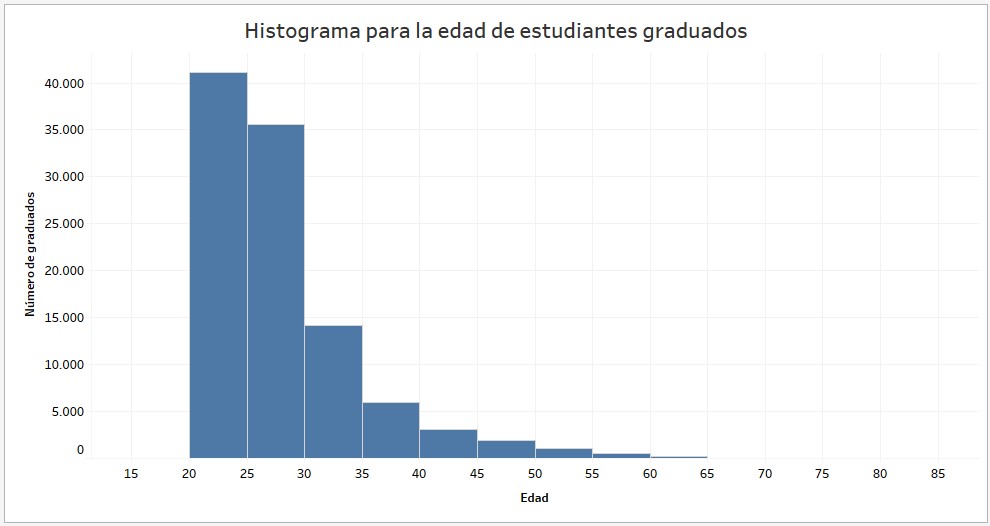 Histograma para la edad de estudiantes graduados
40.000
35.000
30.000
25.000
20.000
15.000
10.000
5.000
0
Número de graduados
15 20 25 30 35 40 45 50 55 60 65 70 75 80 85
Edad